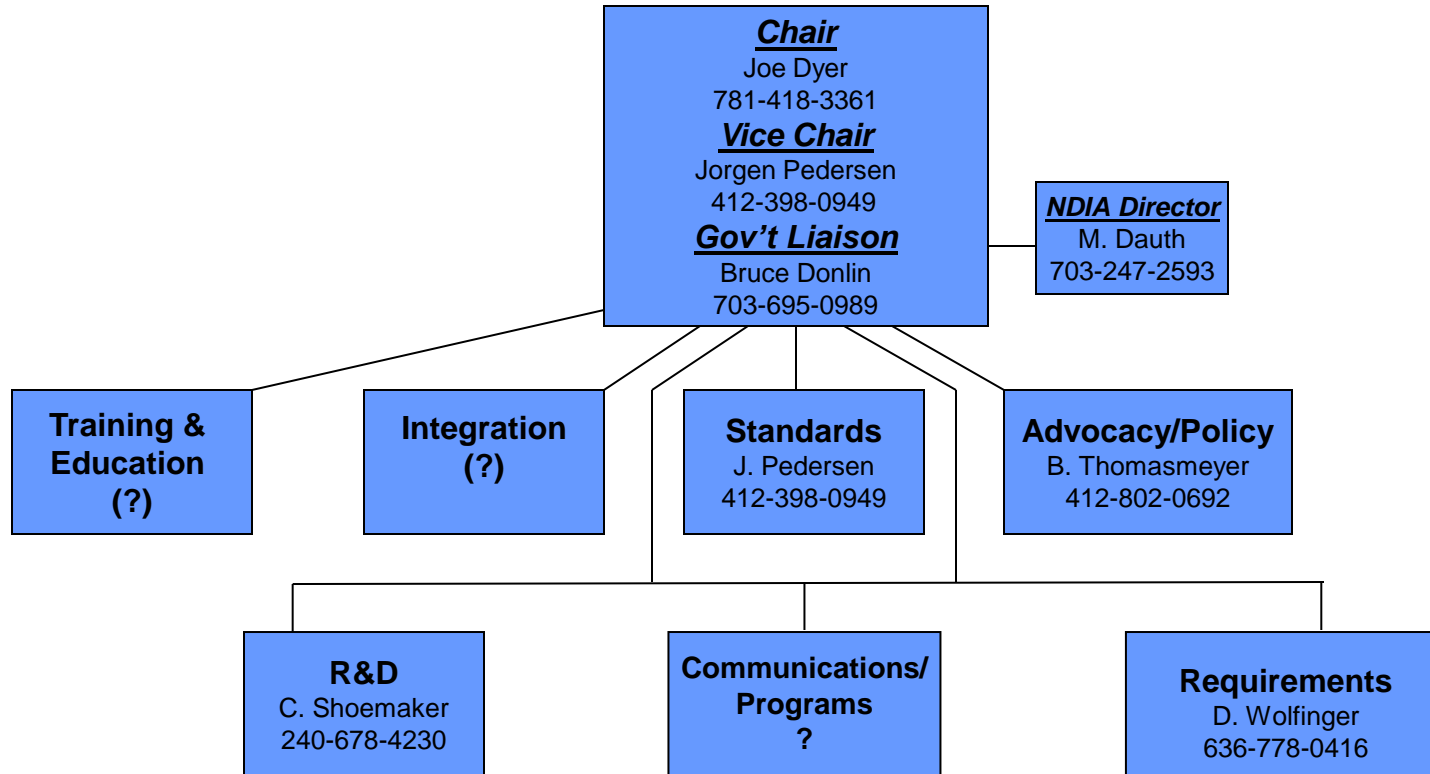 Chair
Joe Dyer
781-418-3361
Vice Chair
Jorgen Pedersen
412-398-0949
Gov’t Liaison
Bruce Donlin
703-695-0989
NDIA Director
M. Dauth
703-247-2593
Training &
Education
(?)
Integration
(?)
Standards
J. Pedersen
412-398-0949
Advocacy/Policy
B. Thomasmeyer
412-802-0692
R&D
C. Shoemaker
240-678-4230
Communications/
Programs
?
Requirements
D. Wolfinger
636-778-0416